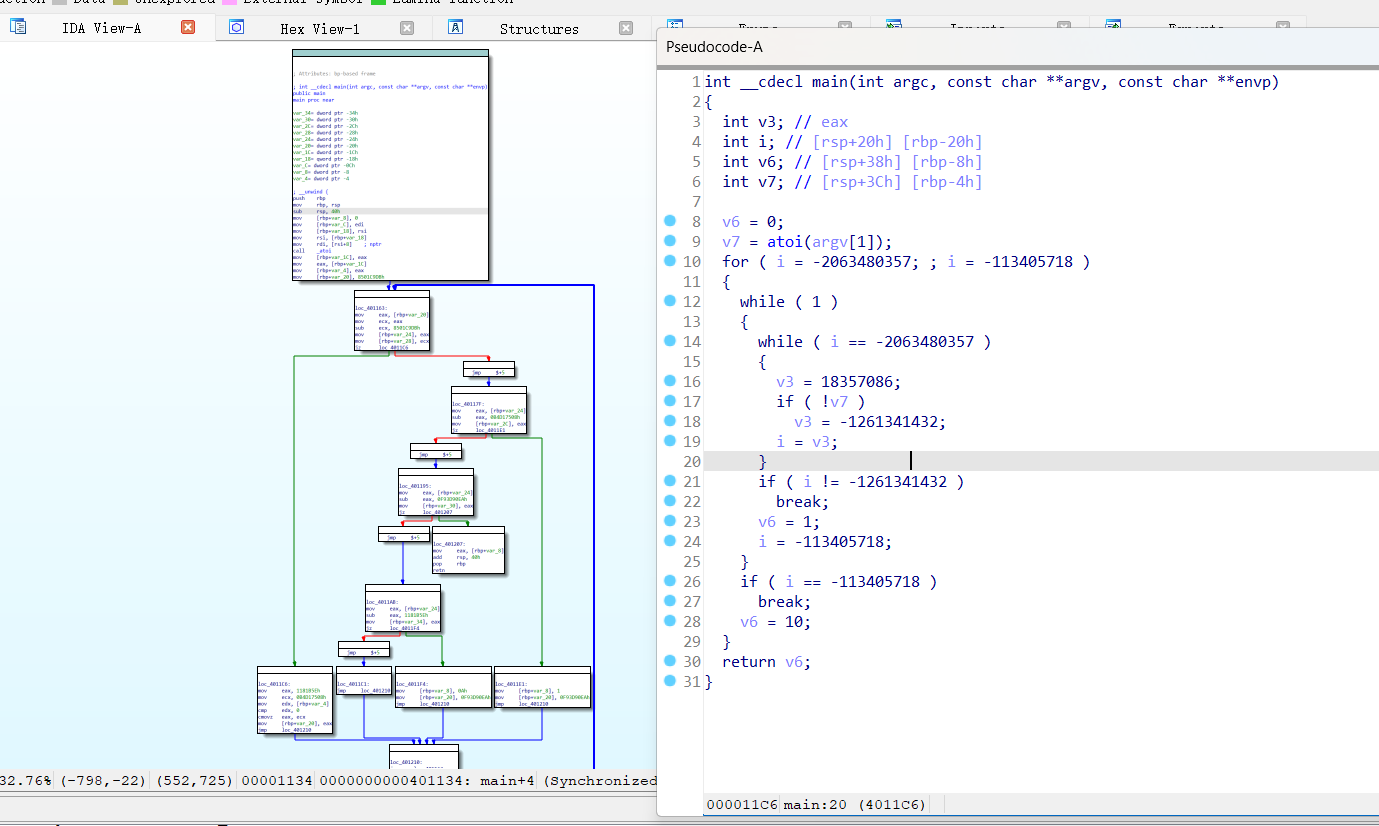 Data
Unexplored
External symbol
Lumina function
IDA View-A
Hex View-1
Structures
Enums
Imports
Exports
; Attributes: bp-based frame
; int __cdecl main(int argc, const char **argv, const char **envp)
public main
main proc near
var_34= dword ptr -34h
var_30= dword ptr -30h
var_2C= dword ptr -2Ch
var_28= dword ptr -28h
var_24= dword ptr -24h
var_20= dword ptr -20h
var_1C= dword ptr -1Ch
var_18= qword ptr -18h
var_C= dword ptr -0Ch
var_8= dword ptr -8
var_4= dword ptr -4
; __unwind {
push rbp
mov rbp, rsp
sub rsp, 40h
mov [rbp+var_8], 0
mov [rbp+var_C], edi
mov [rbp+var_18], rsi
mov rsi, [rbp+var_18]
mov rdi, [rsi+8] ; nptr
call _atoi
mov [rbp+var_1C], eax
mov eax, [rbp+var_1C]
mov [rbp+var_4], eax
mov [rbp+var_20], 8501C9DBh
loc_401163:
mov eax, [rbp+var_20]
mov ecx, eax
sub ecx, 8501C9DBh
mov [rbp+var_24], eax
mov [rbp+var_28], ecx
jz loc_4011C6
jmp $+5
loc_40117F:
mov eax, [rbp+var_24]
sub eax, 0B4D17508h
mov [rbp+var_2C], eax
jz loc_4011E1
jmp $+5
loc_401195:
mov eax, [rbp+var_24]
sub eax, 0F93D90EAh
mov [rbp+var_30], eax
jz loc_401207
jmp $+5
loc_401207:
mov eax, [rbp+var_8]
add rsp, 40h
pop rbp
retn
loc_4011AB:
mov eax, [rbp+var_24]
sub eax, 118185Eh
mov [rbp+var_34], eax
jz loc_4011F4
jmp $+5
loc_4011C6:
mov eax, 118185Eh
mov ecx, 0B4D17508h
mov edx, [rbp+var_4]
cmp edx, 0
cmovz eax, ecx
mov [rbp+var_20], eax
jmp loc_401210
loc_4011C1:
jmp loc_401210
loc_4011F4:
mov [rbp+var_8], 0Ah
mov [rbp+var_20], 0F93D90EAh
jmp loc_401210
loc_4011E1:
mov [rbp+var_8], 1
mov [rbp+var_20], 0F93D90EAh
jmp loc_401210
loc_401210:
32.76% (-798,-22) (552,725) 00001134 0000000000401134: main+4 (Synchronized
Pseudocode-A
1 int __cdecl main(int argc, const char **argv, const char **envp)
2 {
3 int v3; // eax
4 int i; // [rsp+20h] [rbp-20h]
5 int v6; // [rsp+38h] [rbp-8h]
6 int v7; // [rsp+3Ch] [rbp-4h]
7
8 v6 = 0;
9 v7 = atoi(argv[1]);
10 for ( i = -2063480357; ; i = -113405718 )
11 {
12 while ( 1 )
13 {
14 while ( i == -2063480357 )
15 {
16 v3 = 18357086;
17 if ( !v7 )
18 v3 = -1261341432;
19 i = v3;
20 }
21 if ( i != -1261341432 )
22 break;
23 v6 = 1;
24 i = -113405718;
25 }
26 if ( i == -113405718 )
27 break;
28 v6 = 10;
29 }
30 return v6;
31 }
000011C6 main:20 (4011C6)